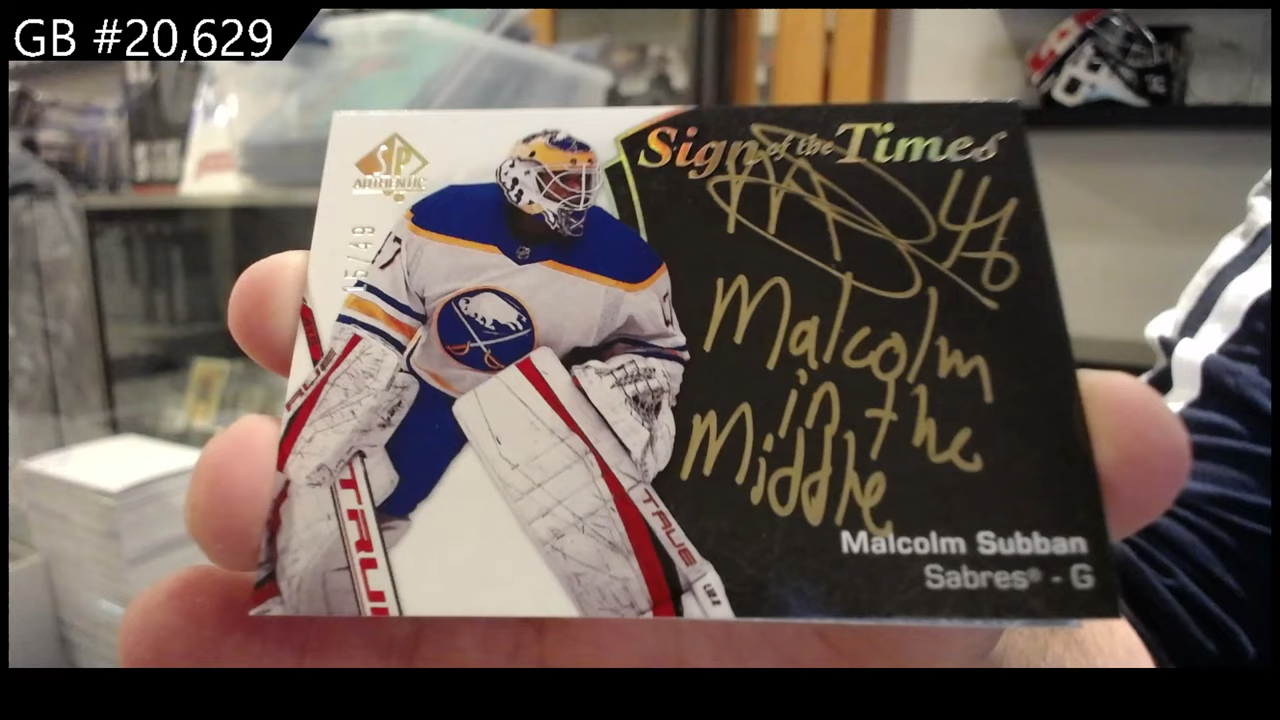 GB #20,629
SP
AUTHENTIC
Sign of the Times
Malcolm
in the
Middle
Malcolm Subban
Sabres® - G
TRUE
TRUE